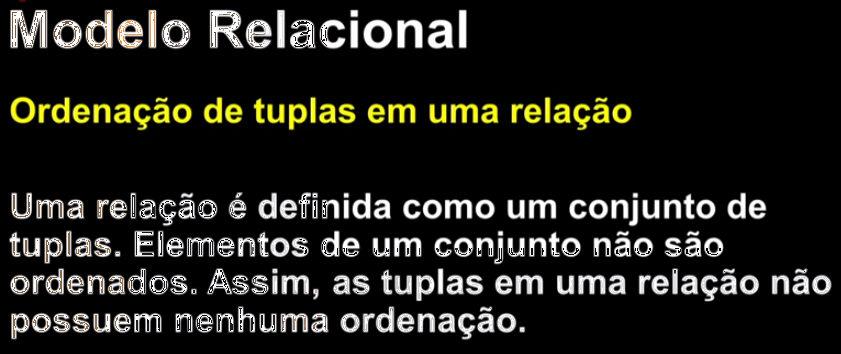 Modelo Relacional
Ordenação de tuplas em uma relação
Uma relação é definida como um conjunto de
tuplas. Elementos de um conjunto não são
ordenados. Assim, as tuplas em uma relação não
possuem nenhuma ordenação.